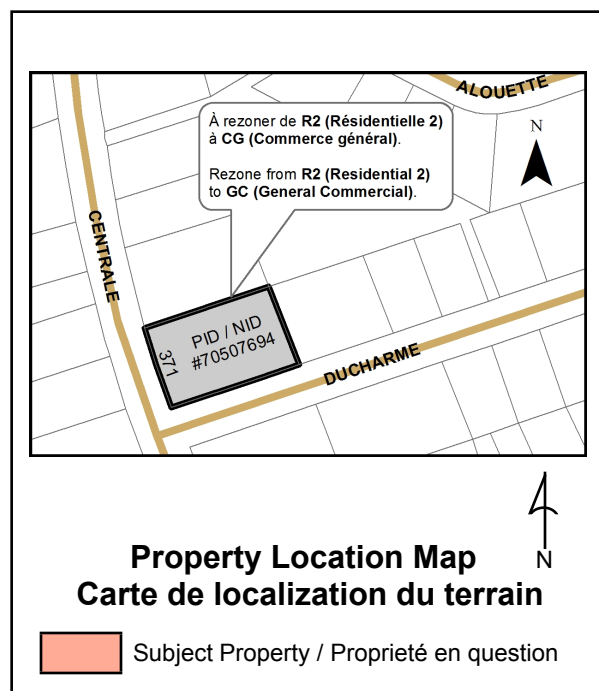 ALOUETTE
À rezoner de R2 (Résidentielle 2)
à CG (Commerce général).
Rezone from R2 (Residential 2)
to GC (General Commercial).
N
CENTRALE
PID / NID
#70507694
371
DUCHARME
N
Property Location Map
Carte de localization du terrain
Subject Property / Proprieté en question